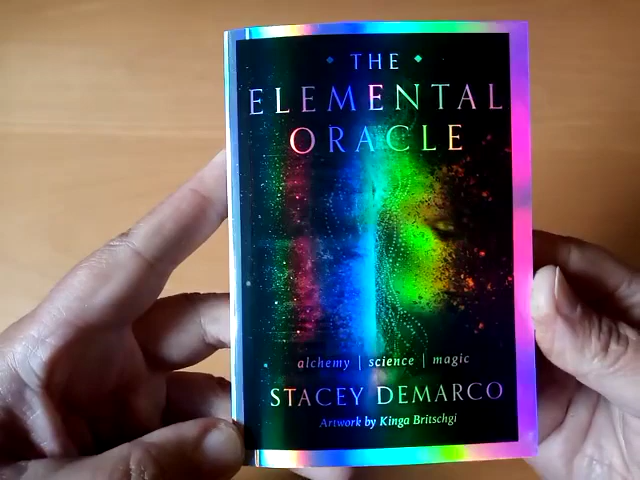 THE
ELEMENTAL
ORACLE
alchemy | science | magic
STACEY DEMARCO
Artwork by Kinga Britschgi